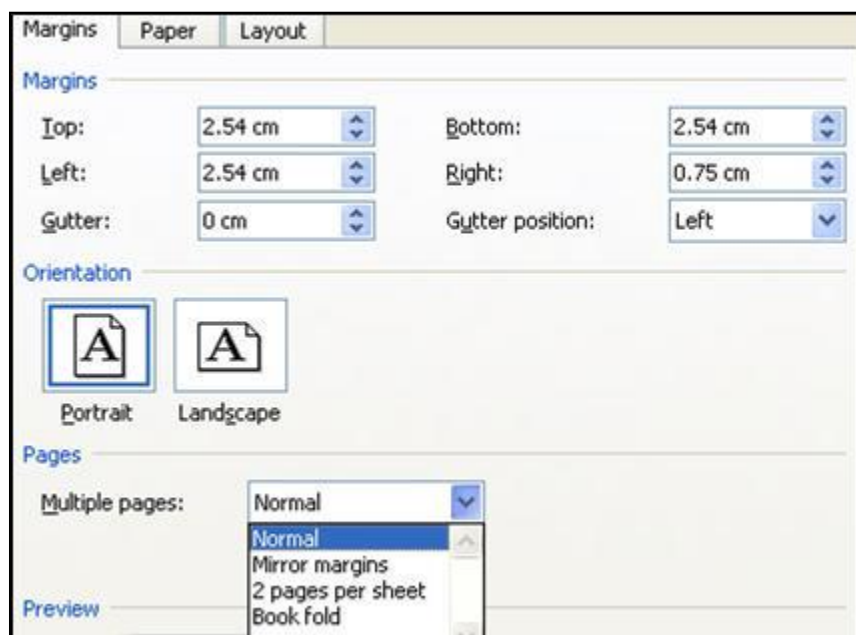 Margins Paper Layout
Margins
Top: 2.54 cm Bottom: 2.54 cm
Left: 2.54 cm Right: 0.75 cm
Gutter: 0 cm Gutter position: Left
Orientation
A A
Portrait Landscape
Pages
Multiple pages: Normal
Normal
Mirror margins
2 pages per sheet
Book fold
Preview